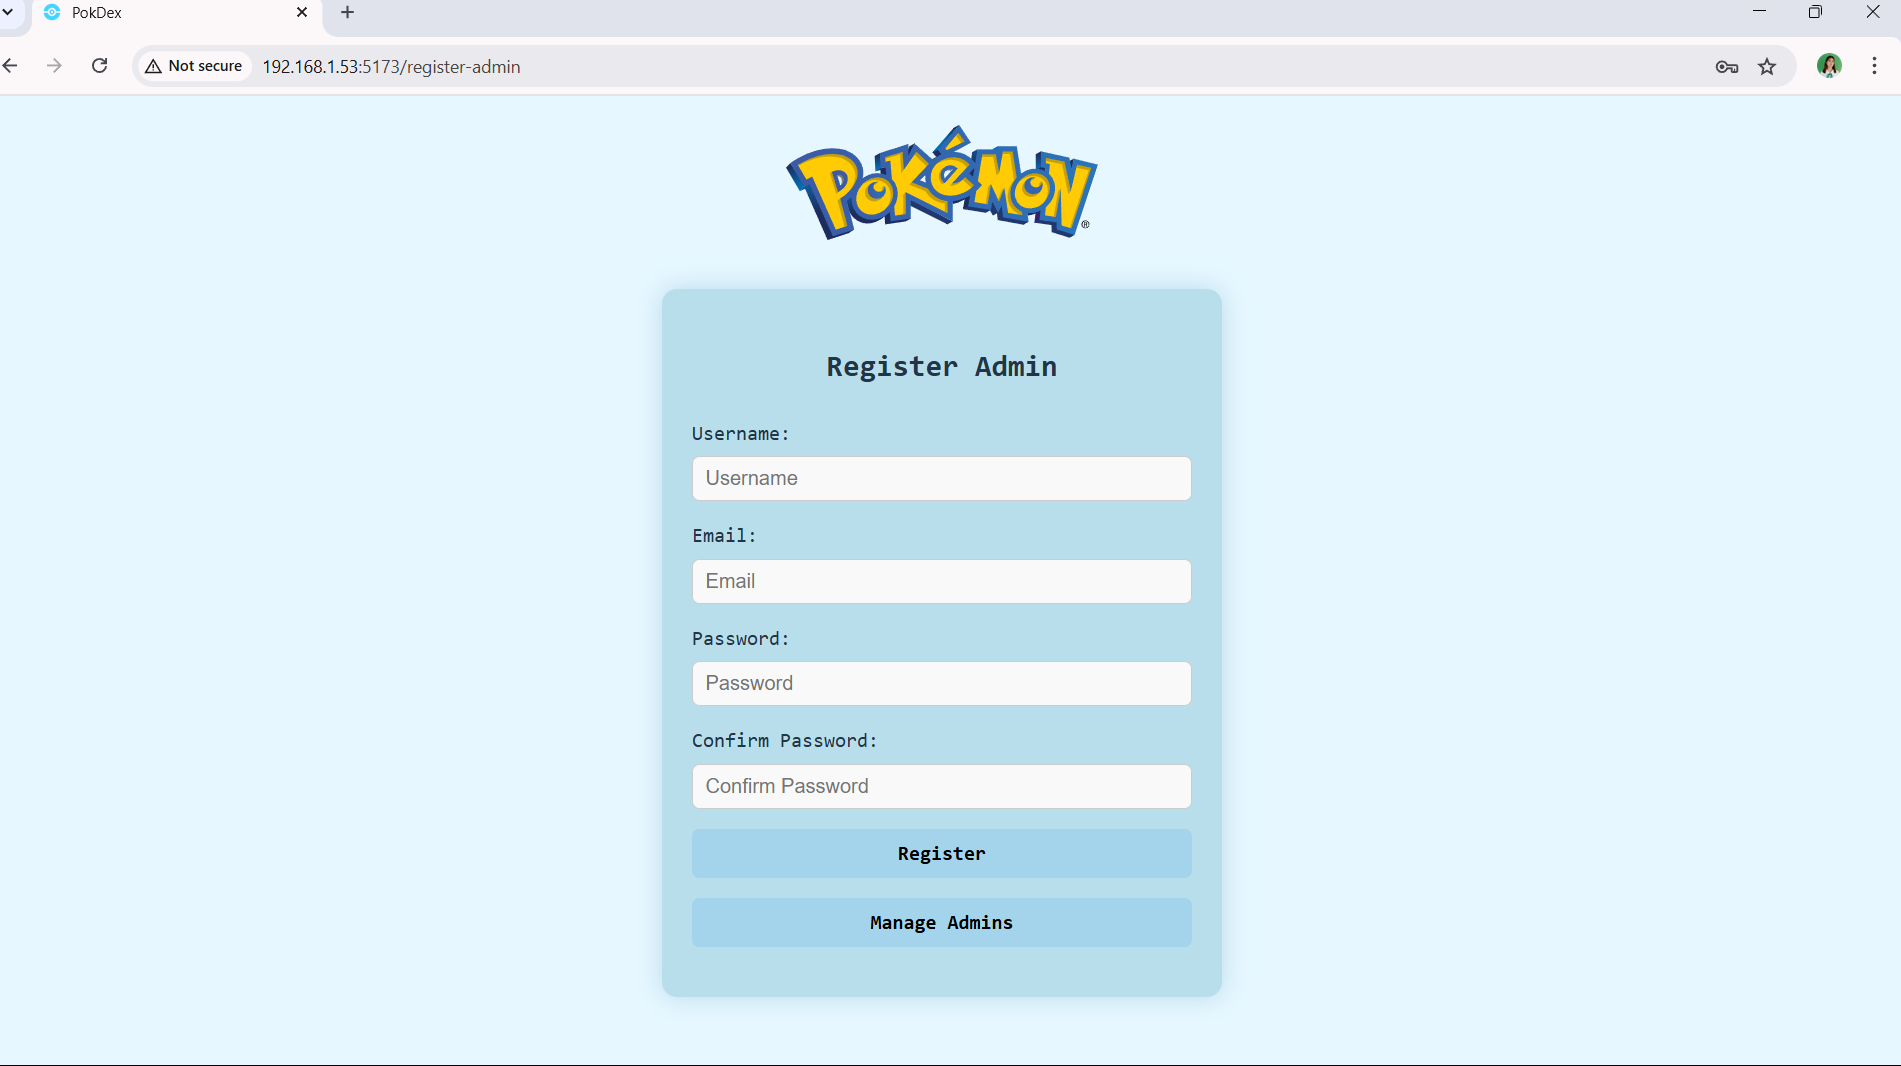 PokDex
Not secure 192.168.1.53:5173/register-admin
Pokémon®
Register Admin
Username:
Username
Email:
Email
Password:
Password
Confirm Password:
Confirm Password
Register
Manage Admins